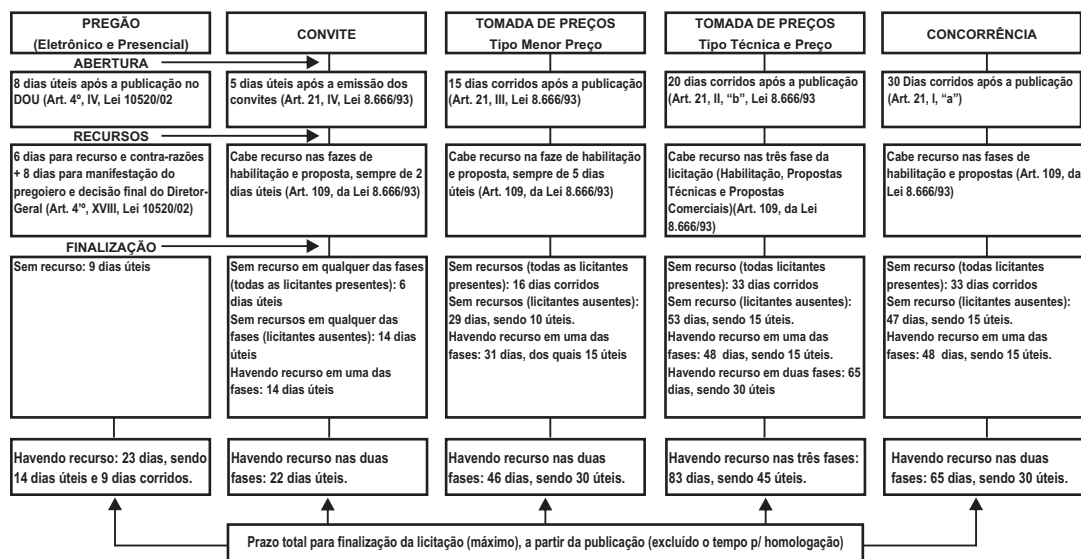 PREGÃO
(Eletrônico e Presencial)
CONVITE
TOMADA DE PREÇOS
Tipo Menor Preço
TOMADA DE PREÇOS
Tipo Técnica e Preço
CONCORRÊNCIA
ABERTURA
8 dias úteis após a publicação no
DOU (Art. 4º, IV, Lei 10520/02
5 dias úteis após a emissão dos
convites (Art. 21, IV, Lei 8.666/93)
15 dias corridos após a publicação
(Art. 21, III, Lei 8.666/93)
20 dias corridos após a publicação
(Art. 21, II, “b”, Lei 8.666/93
30 Dias corridos após a publicação
(Art. 21, I, “a”)
RECURSOS
6 dias para recurso e contra-razões
+ 8 dias para manifestação do
pregoiero e decisão final do Diretor-
Geral (Art. 4'º, XVIII, Lei 10520/02)
Cabe recurso nas fazes de
habilitação e proposta, sempre de 2
dias úteis (Art. 109, da Lei 8.666/93)
Cabe recurso na faze de habilitação
e proposta, sempre de 5 dias
úteis (Art. 109, da Lei 8.666/93)
Cabe recurso nas três fase da
licitação (Habilitação, Propostas
Técnicas e Propostas
Comerciais)(Art. 109, da Lei
8.666/93)
Cabe recurso nas fases de
habilitação e propostas (Art. 109, da
Lei 8.666/93)
FINALIZAÇÃO
Sem recurso: 9 dias úteis
Sem recurso em qualquer das fases
(todas as licitantes presentes): 6
dias úteis
Sem recursos em qualquer das
fases (licitantes ausentes): 14 dias
úteis
Havendo recurso em uma das
fases: 14 dias úteis
Sem recursos (todas as licitantes
presentes): 16 dias corridos
Sem recursos (licitantes ausentes):
29 dias, sendo 10 úteis.
Havendo recurso em uma das
fases: 31 dias, dos quais 15 úteis
Sem recurso (todas licitantes
presentes): 33 dias corridos
Sem recurso (licitantes ausentes):
53 dias, sendo 15 úteis.
Havendo recurso em uma das
fases: 48 dias, sendo 15 úteis.
Havendo recurso em duas fases: 65
dias, sendo 30 úteis
Sem recurso (todas licitantes
presentes): 33 dias corridos
Sem recurso (licitantes ausentes):
47 dias, sendo 15 úteis.
Havendo recurso em uma das
fases: 48 dias, sendo 15 úteis.
Havendo recurso: 23 dias, sendo
14 dias úteis e 9 dias corridos.
Havendo recurso nas duas
fases: 22 dias úteis.
Havendo recurso nas duas
fases: 46 dias, sendo 30 úteis.
Havendo recurso nas três fases:
83 dias, sendo 45 úteis.
Havendo recurso nas duas
fases: 65 dias, sendo 30 úteis.
Prazo total para finalização da licitação (máximo), a partir da publicação (excluído o tempo p/ homologação)